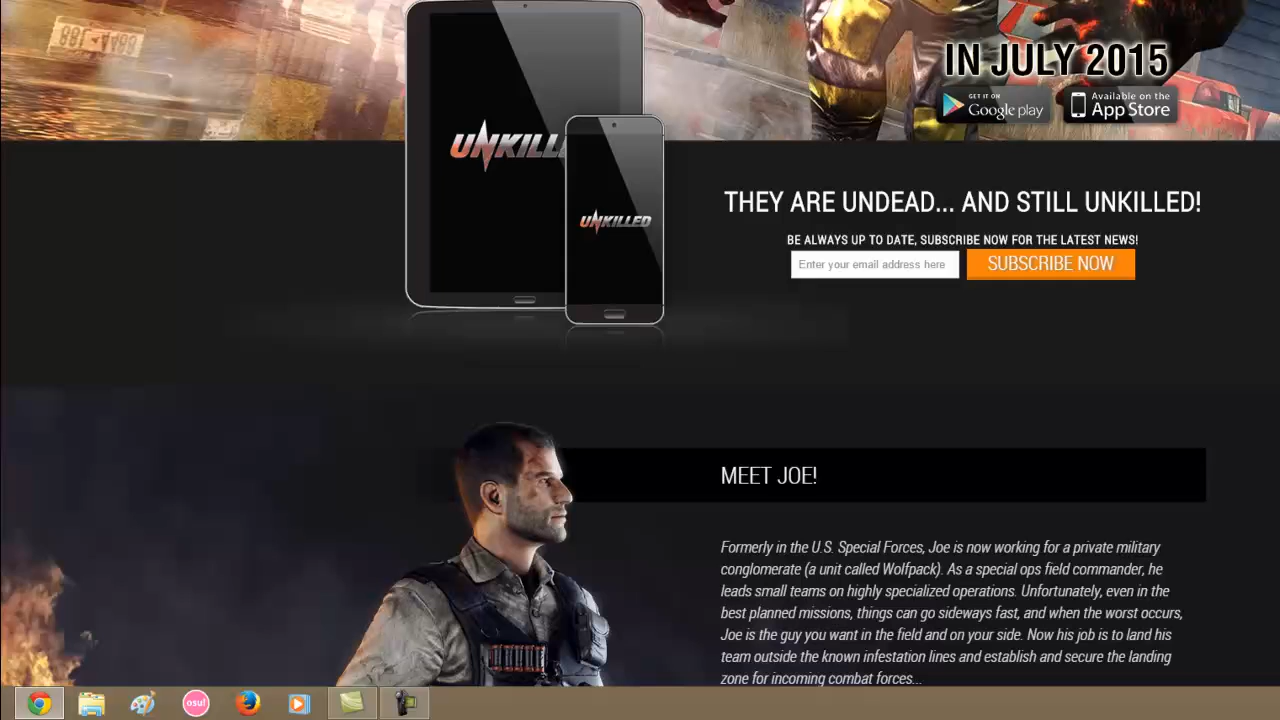 IN JULY 2015
GET IT ON
Google play
Available on the
App Store
UNKILLED
THEY ARE UNDEAD... AND STILL UNKILLED!
BE ALWAYS UP TO DATE, SUBSCRIBE NOW FOR THE LATEST NEWS!
Enter your email address here
SUBSCRIBE NOW
MEET JOE!
Formerly in the U.S. Special Forces, Joe is now working for a private military
conglomerate (a unit called Wolfpack). As a special ops field commander, he
leads small teams on highly specialized operations. Unfortunately, even in the
best planned missions, things can go sideways fast, and when the worst occurs,
Joe is the guy you want in the field and on your side. Now his job is to land his
team outside the known infestation lines and establish and secure the landing
zone for incoming combat forces...
osu!